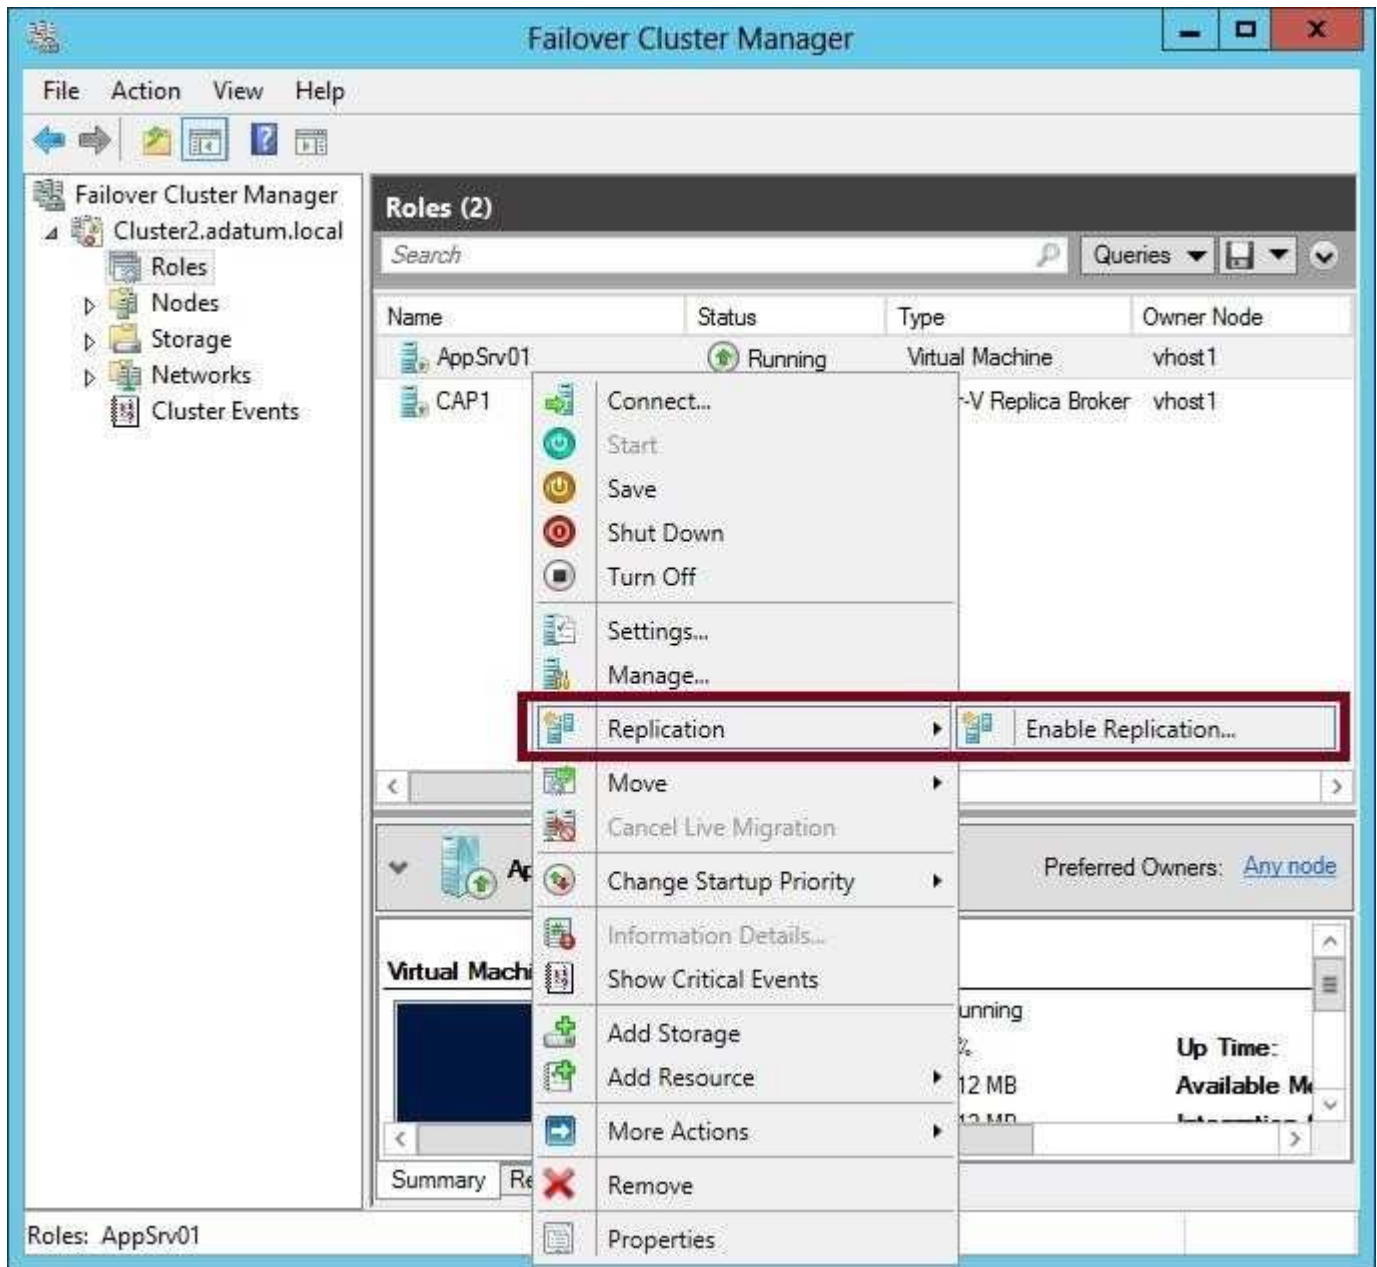 Failover Cluster Manager
x
File Action View Help
Failover Cluster Manager
Cluster2.adatum.local
Roles
Nodes
Storage
Networks
Cluster Events
Roles (2)
Search
Queries
Name Status Type Owner Node
AppSrv01 Running Virtual Machine vhost1
CAP1 r-V Replica Broker vhost1
Connect...
Start
Save
Shut Down
Turn Off
Settings...
Manage...
Replication Enable Replication...
Move
Cancel Live Migration
Change Startup Priority
Preferred Owners: Any node
Information Details...
Virtual Machi
Show Critical Events
unning
Add Storage
% Up Time:
Add Resource
12 MB Available M
12 MB
More Actions
Summary Re
Remove
Roles: AppSrv01
Properties